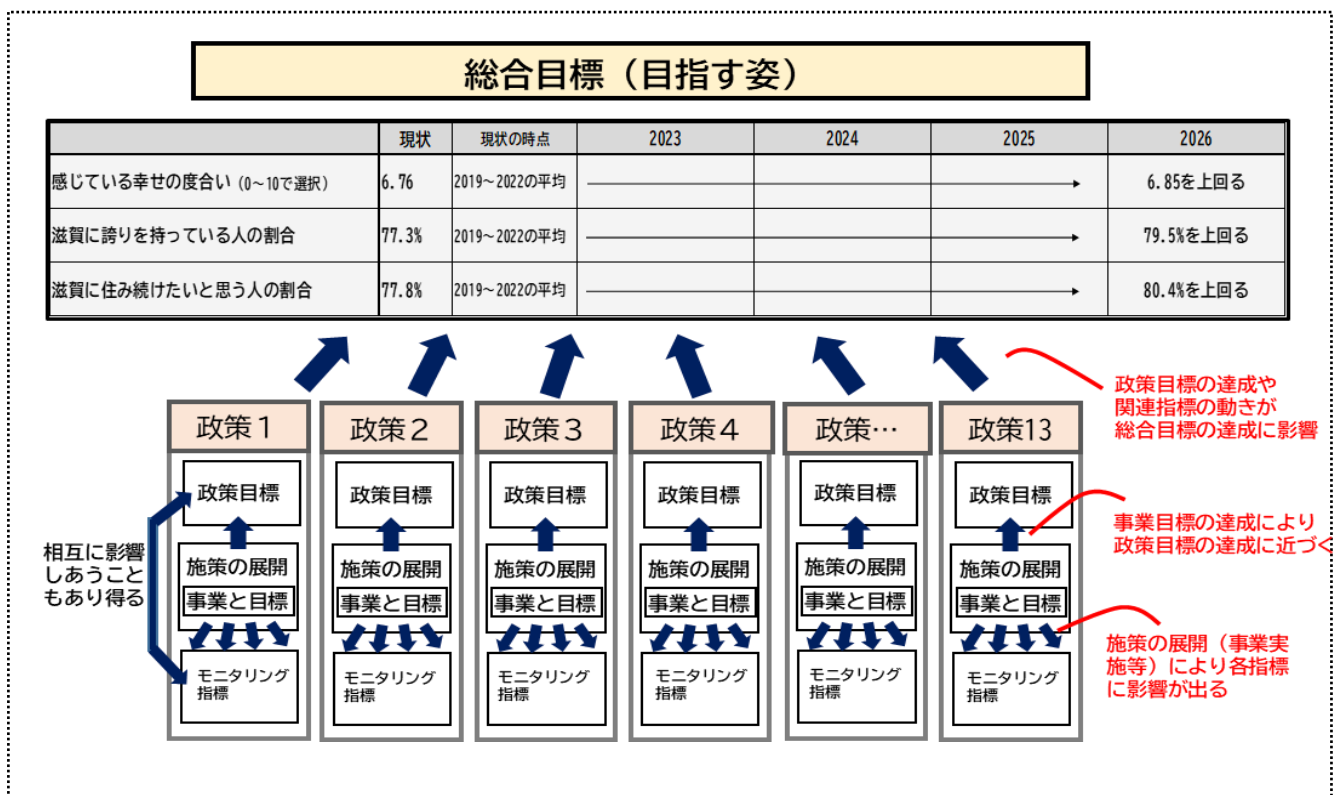 総合目標（目指す姿）
現状 現状の時点 2023 2024 2025 2026
感じている幸せの度合い（0～10で選択） 6.76 2019～2022の平均 6.85を上回る
滋賀に誇りを持っている人の割合 77.3% 2019～2022の平均 79.5%を上回る
滋賀に住み続けたいと思う人の割合 77.8% 2019～2022の平均 80.4%を上回る
政策目標の達成や
関連指標の動きが
総合目標の達成に影響
政策１ 政策２ 政策３ 政策４ 政策… 政策13
政策目標 政策目標 政策目標 政策目標 政策目標 政策目標
事業目標の達成により
政策目標の達成に近づく
相互に影響
しあうこと
もあり得る
施策の展開 施策の展開 施策の展開 施策の展開 施策の展開 施策の展開
事業と目標 事業と目標 事業と目標 事業と目標 事業と目標 事業と目標
施策の展開（事業実
施等）により各指標
に影響が出る
モニタリング モニタリング モニタリング モニタリング モニタリング モニタリング
指標 指標 指標 指標 指標 指標